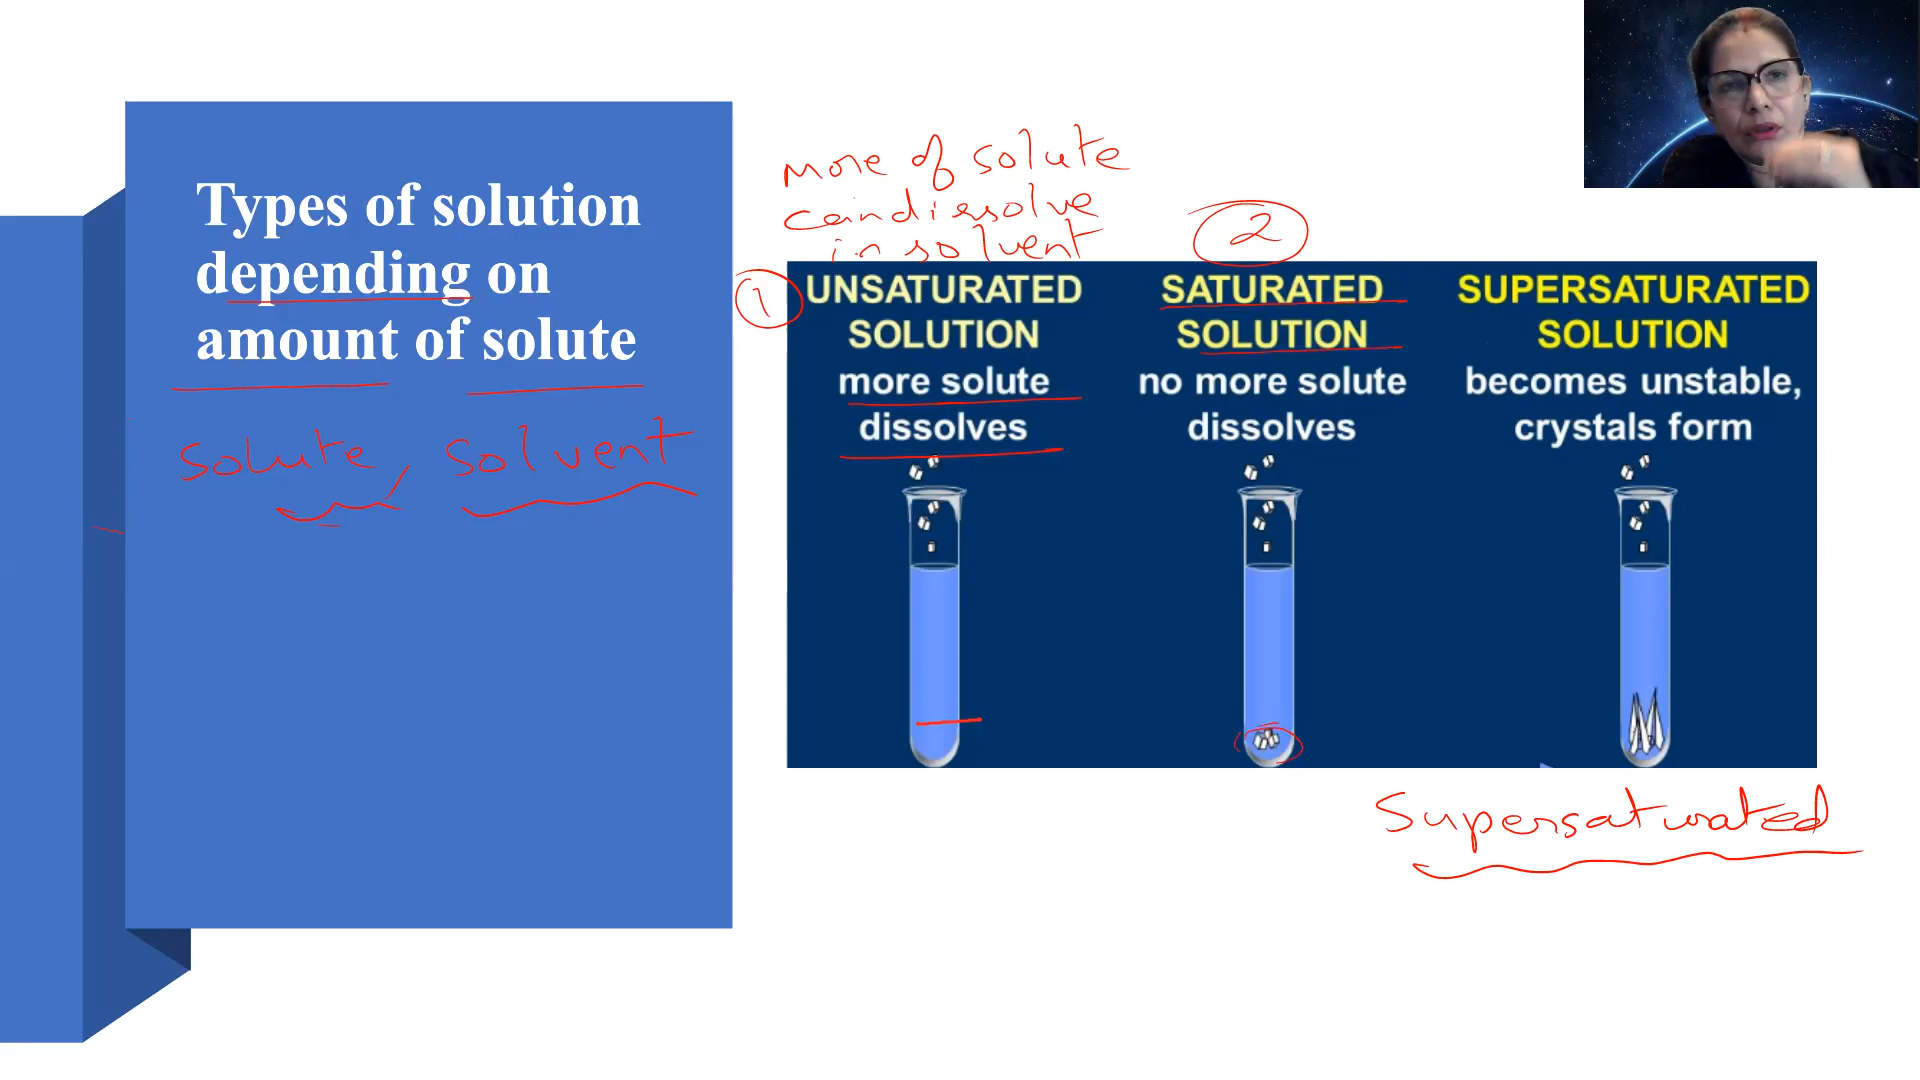 Types of solution
depending on
amount of solute
solute, solvent
more of solute
can dissolve
in solvent
1
2
UNSATURATED
SOLUTION
more solute
dissolves
SATURATED
SOLUTION
no more solute
dissolves
SUPERSATURATED
SOLUTION
becomes unstable,
crystals form
Supersaturated